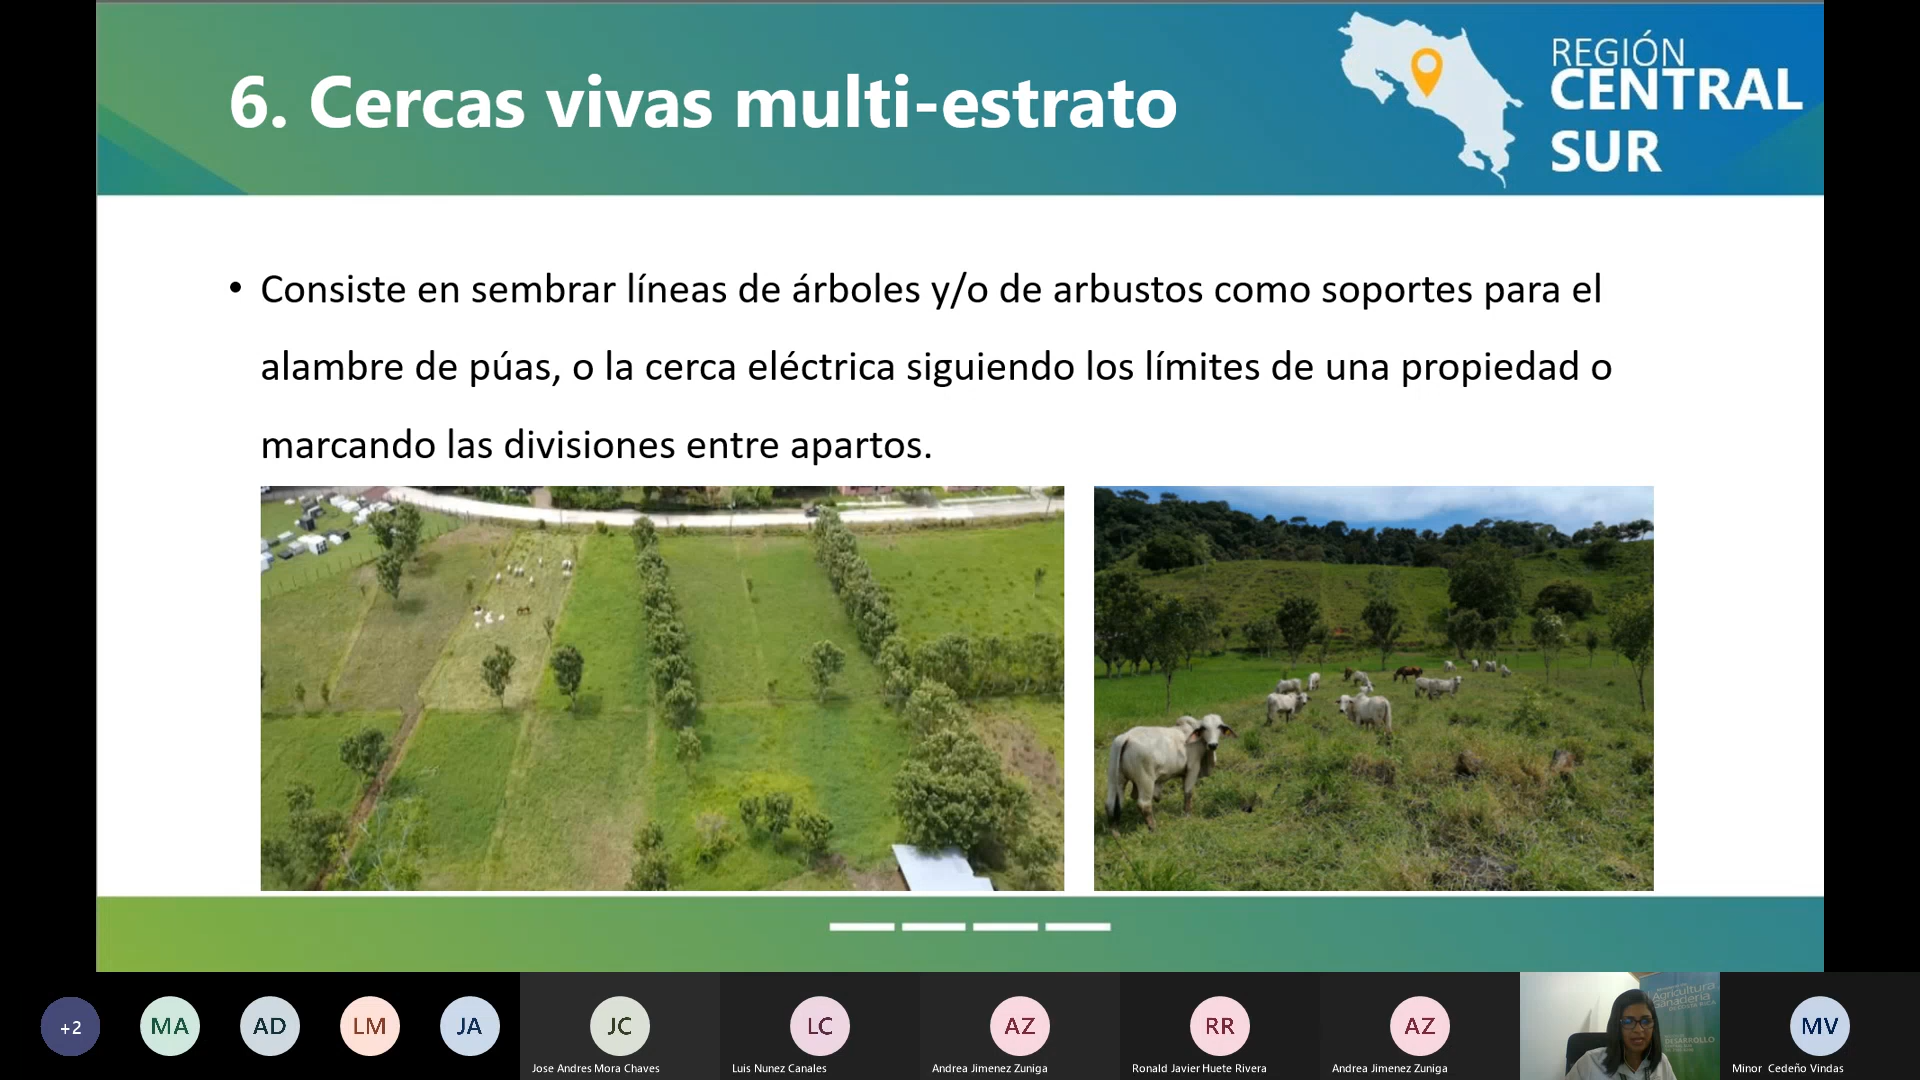 6. Cercas vivas multi-estrato
REGIÓN
CENTRAL
SUR
• Consiste en sembrar líneas de árboles y/o de arbustos como soportes para el
alambre de púas, o la cerca eléctrica siguiendo los límites de una propiedad o
marcando las divisiones entre apartos.
+2
MA
AD
LM
JA
JC
LC
AZ
RR
AZ
MV
Jose Andres Mora Chaves
Luis Nunez Canales
Andrea Jimenez Zuniga
Ronald Javier Huete Rivera
Andrea Jimenez Zuniga
Minor Cedeño Vindas
Agricultura
Ganadería
DESARROLLO